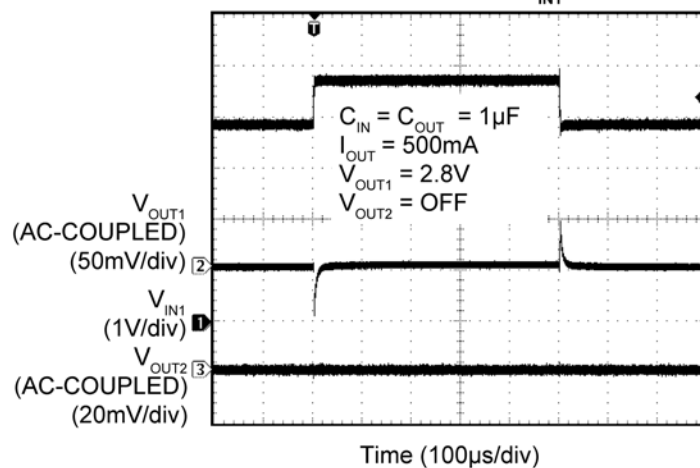 IN1
T
C_IN = C_OUT = 1µF
I_OUT = 500mA
V_OUT1 = 2.8V
V_OUT2 = OFF
V_OUT1
(AC-COUPLED)
(50mV/div)
2
V_IN1
(1V/div)
1
V_OUT2
3
(AC-COUPLED)
(20mV/div)
Time (100µs/div)